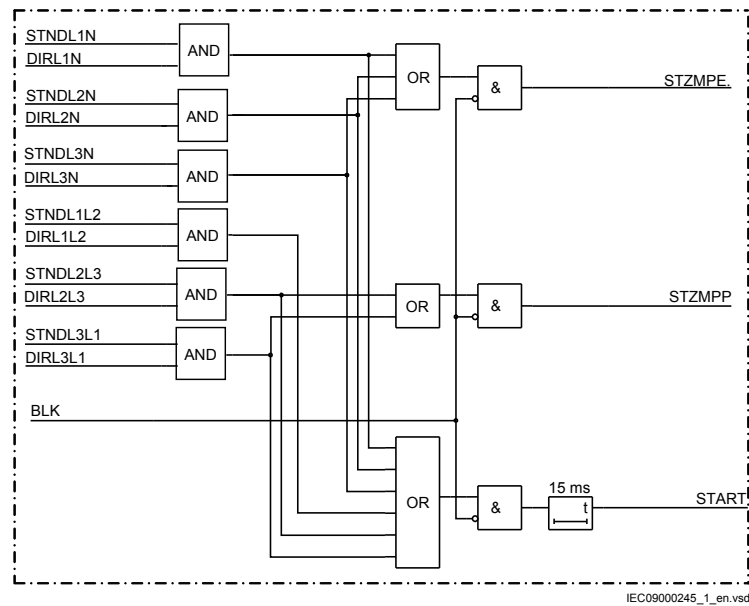 STNDL1N
DIRL1N
AND
STNDL2N
DIRL2N
AND
STNDL3N
DIRL3N
AND
STNDL1L2
DIRL1L2
AND
STNDL2L3
DIRL2L3
AND
STNDL3L1
DIRL3L1
AND
BLK
OR
&
STZMPE.
OR
&
STZMPP
OR
&
15 ms
t
START
IEC09000245_1_en.vsd